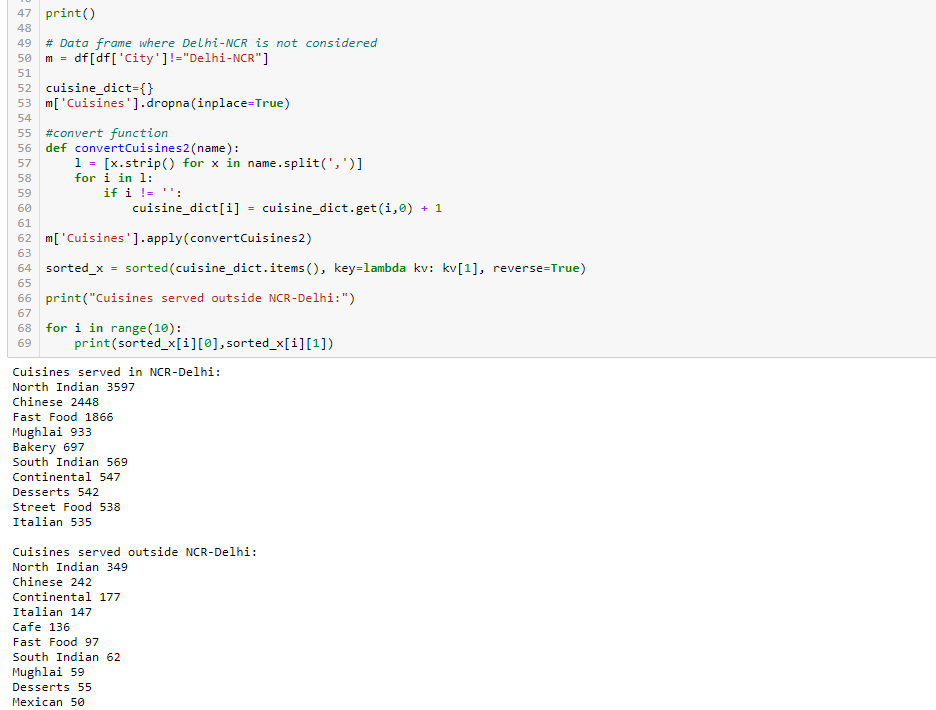 47 print()
48
49 # Data frame where Delhi-NCR is not considered
50 m = df[df['City']!="Delhi-NCR"]
51
52 cuisine_dict={}
53 m['Cuisines'].dropna(inplace=True)
54
55 #convert function
56 def convertCuisines2(name):
57     l = [x.strip() for x in name.split(',')]
58     for i in l:
59         if i != '':
60             cuisine_dict[i] = cuisine_dict.get(i,0) + 1
61
62 m['Cuisines'].apply(convertCuisines2)
63
64 sorted_x = sorted(cuisine_dict.items(), key=lambda kv: kv[1], reverse=True)
65
66 print("Cuisines served outside NCR-Delhi:")
67
68 for i in range(10):
69     print(sorted_x[i][0],sorted_x[i][1])
Cuisines served in NCR-Delhi:
North Indian 3597
Chinese 2448
Fast Food 1866
Mughlai 933
Bakery 697
South Indian 569
Continental 547
Desserts 542
Street Food 538
Italian 535
Cuisines served outside NCR-Delhi:
North Indian 349
Chinese 242
Continental 177
Italian 147
Cafe 136
Fast Food 97
South Indian 62
Mughlai 59
Desserts 55
Mexican 50